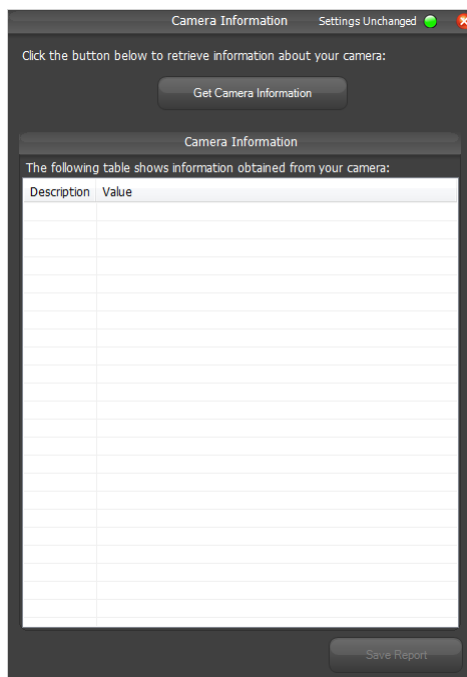 Camera Information Settings Unchanged
Click the button below to retrieve information about your camera:
Get Camera Information
Camera Information
The following table shows information obtained from your camera:
Description Value
Save Report